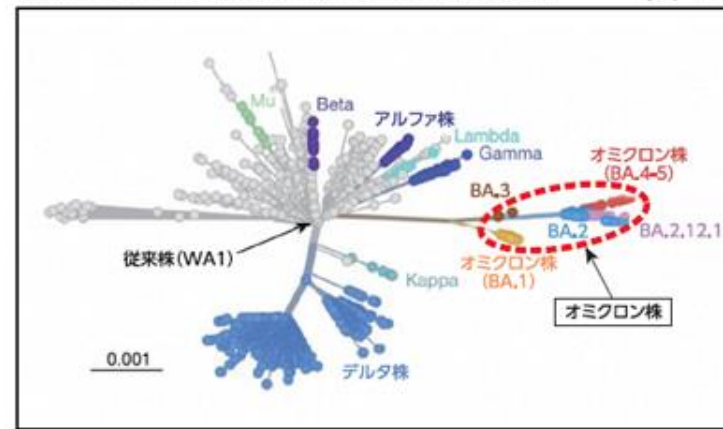 Mu
Beta
アルファ株
Lambda
Gamma
オミクロン株
(BA.4-5)
BA.3
BA.2
BA.2.12.1
従来株(WA1)
オミクロン株
(BA.1)
Kappa
オミクロン株
0.001
デルタ株